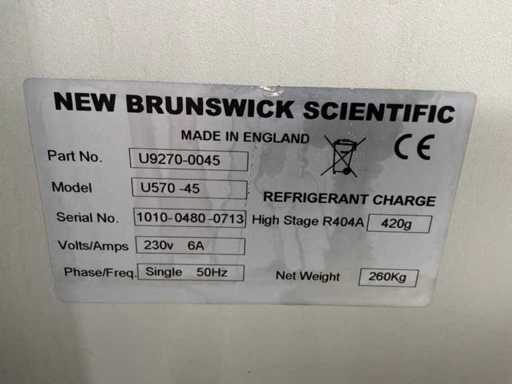 NEW BRUNSWICK SCIENTIFIC
MADE IN ENGLAND
CE
Part No. U9270-0045
Model U570 -45
REFRIGERANT CHARGE
Serial No. 1010-0480-0713
High Stage R404A 420g
Volts/Amps 230v 6A
Phase/Freq. Single 50Hz
Net Weight 260Kg